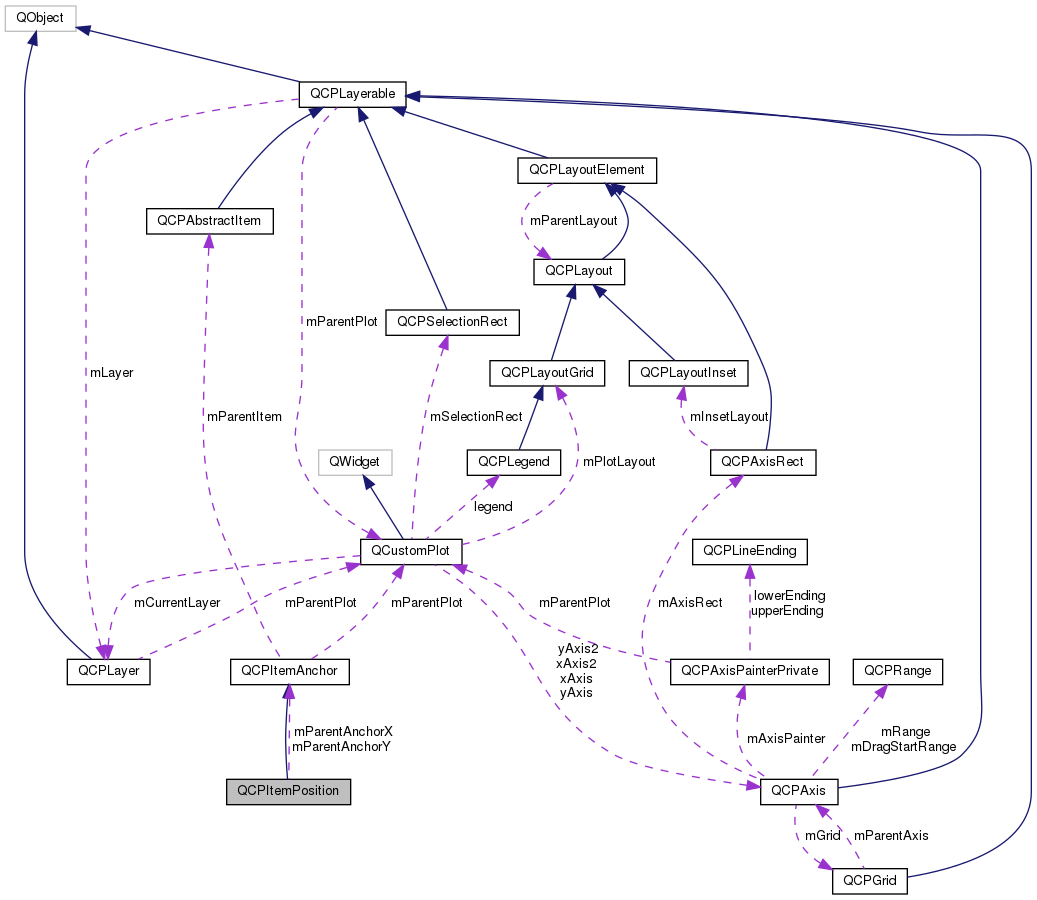 QObject
QCPLayerable
QCPLayoutElement
QCPAbstractItem
mParentLayout
QCPLayout
mParentPlot
QCPSelectionRect
mLayer
QCPLayoutGrid
QCPLayoutInset
mParentItem
mSelectionRect
mInsetLayout
QWidget
QCPLegend
mPlotLayout
QCPAxisRect
legend
QCustomPlot
QCPLineEnding
mCurrentLayer
mParentPlot
mParentPlot
mParentPlot
mAxisRect
lowerEnding
upperEnding
yAxis2
xAxis2
xAxis
yAxis
QCPLayer
QCPItemAnchor
QCPAxisPainterPrivate
QCPRange
mParentAnchorX
mParentAnchorY
mAxisPainter
mRange
mDragStartRange
QCPItemPosition
QCPAxis
mGrid
mParentAxis
QCPGrid